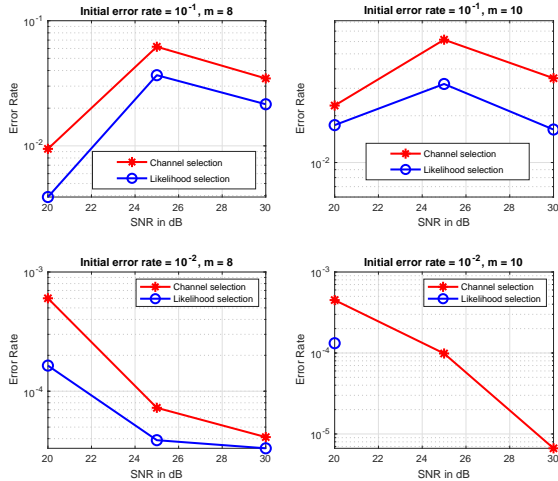 Initial error rate = 10⁻¹, m = 8
10⁻¹
10⁻²
Error Rate
Channel selection
Likelihood selection
20 22 24 26 28 30
SNR in dB
Initial error rate = 10⁻¹, m = 10
10⁻²
Error Rate
Channel selection
Likelihood selection
20 22 24 26 28 30
SNR in dB
Initial error rate = 10⁻², m = 8
10⁻³
10⁻⁴
Error Rate
Channel selection
Likelihood selection
20 22 24 26 28 30
SNR in dB
Initial error rate = 10⁻², m = 10
10⁻³
10⁻⁴
10⁻⁵
Error Rate
Channel selection
Likelihood selection
20 22 24 26 28 30
SNR in dB